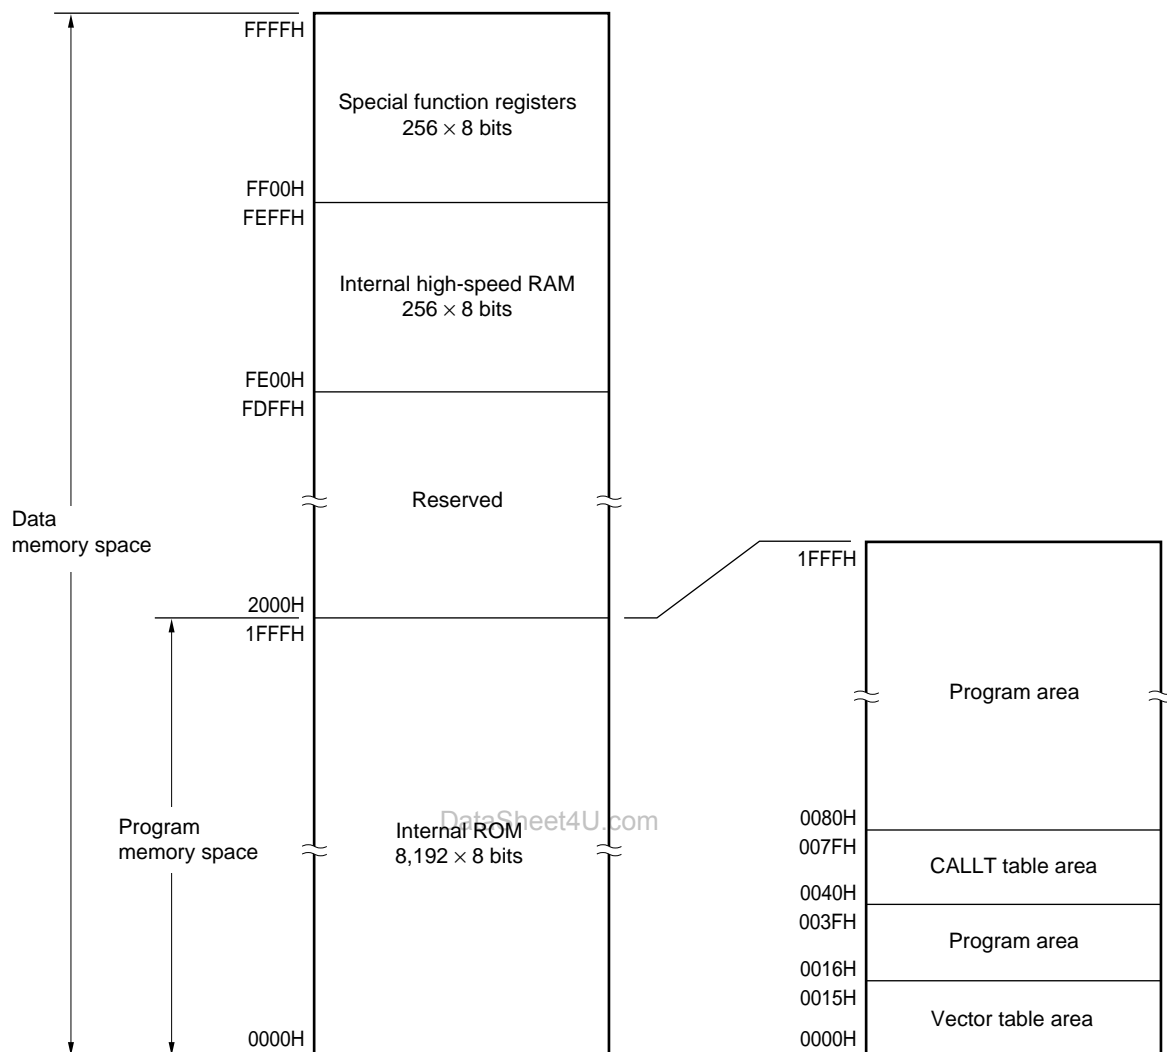 FFFFH
Special function registers
256 × 8 bits
FF00H
FEFFH
Internal high-speed RAM
256 × 8 bits
FE00H
FDFFH
Reserved
Data
memory space
2000H
1FFFH
Program
memory space
DataSheet4U.com
Internal ROM
8,192 × 8 bits
0000H
1FFFH
Program area
0080H
007FH
CALLT table area
0040H
003FH
Program area
0016H
0015H
Vector table area
0000H